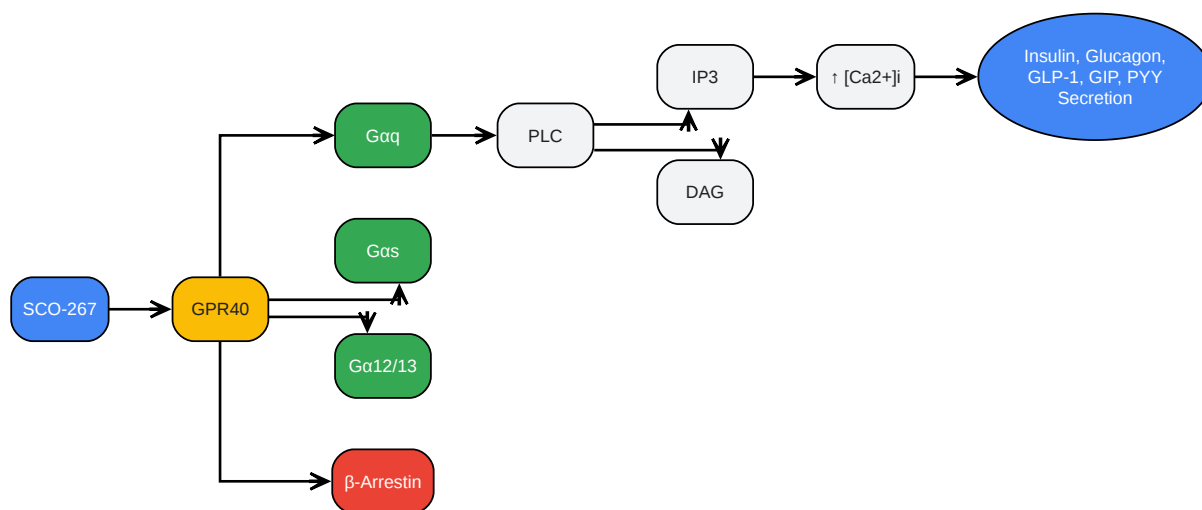 IP3
↑ [Ca2+]i
Insulin, Glucagon,
GLP-1, GIP, PYY
Secretion
Gαq
PLC
DAG
Gαs
SCO-267
GPR40
Gα12/13
β-Arrestin